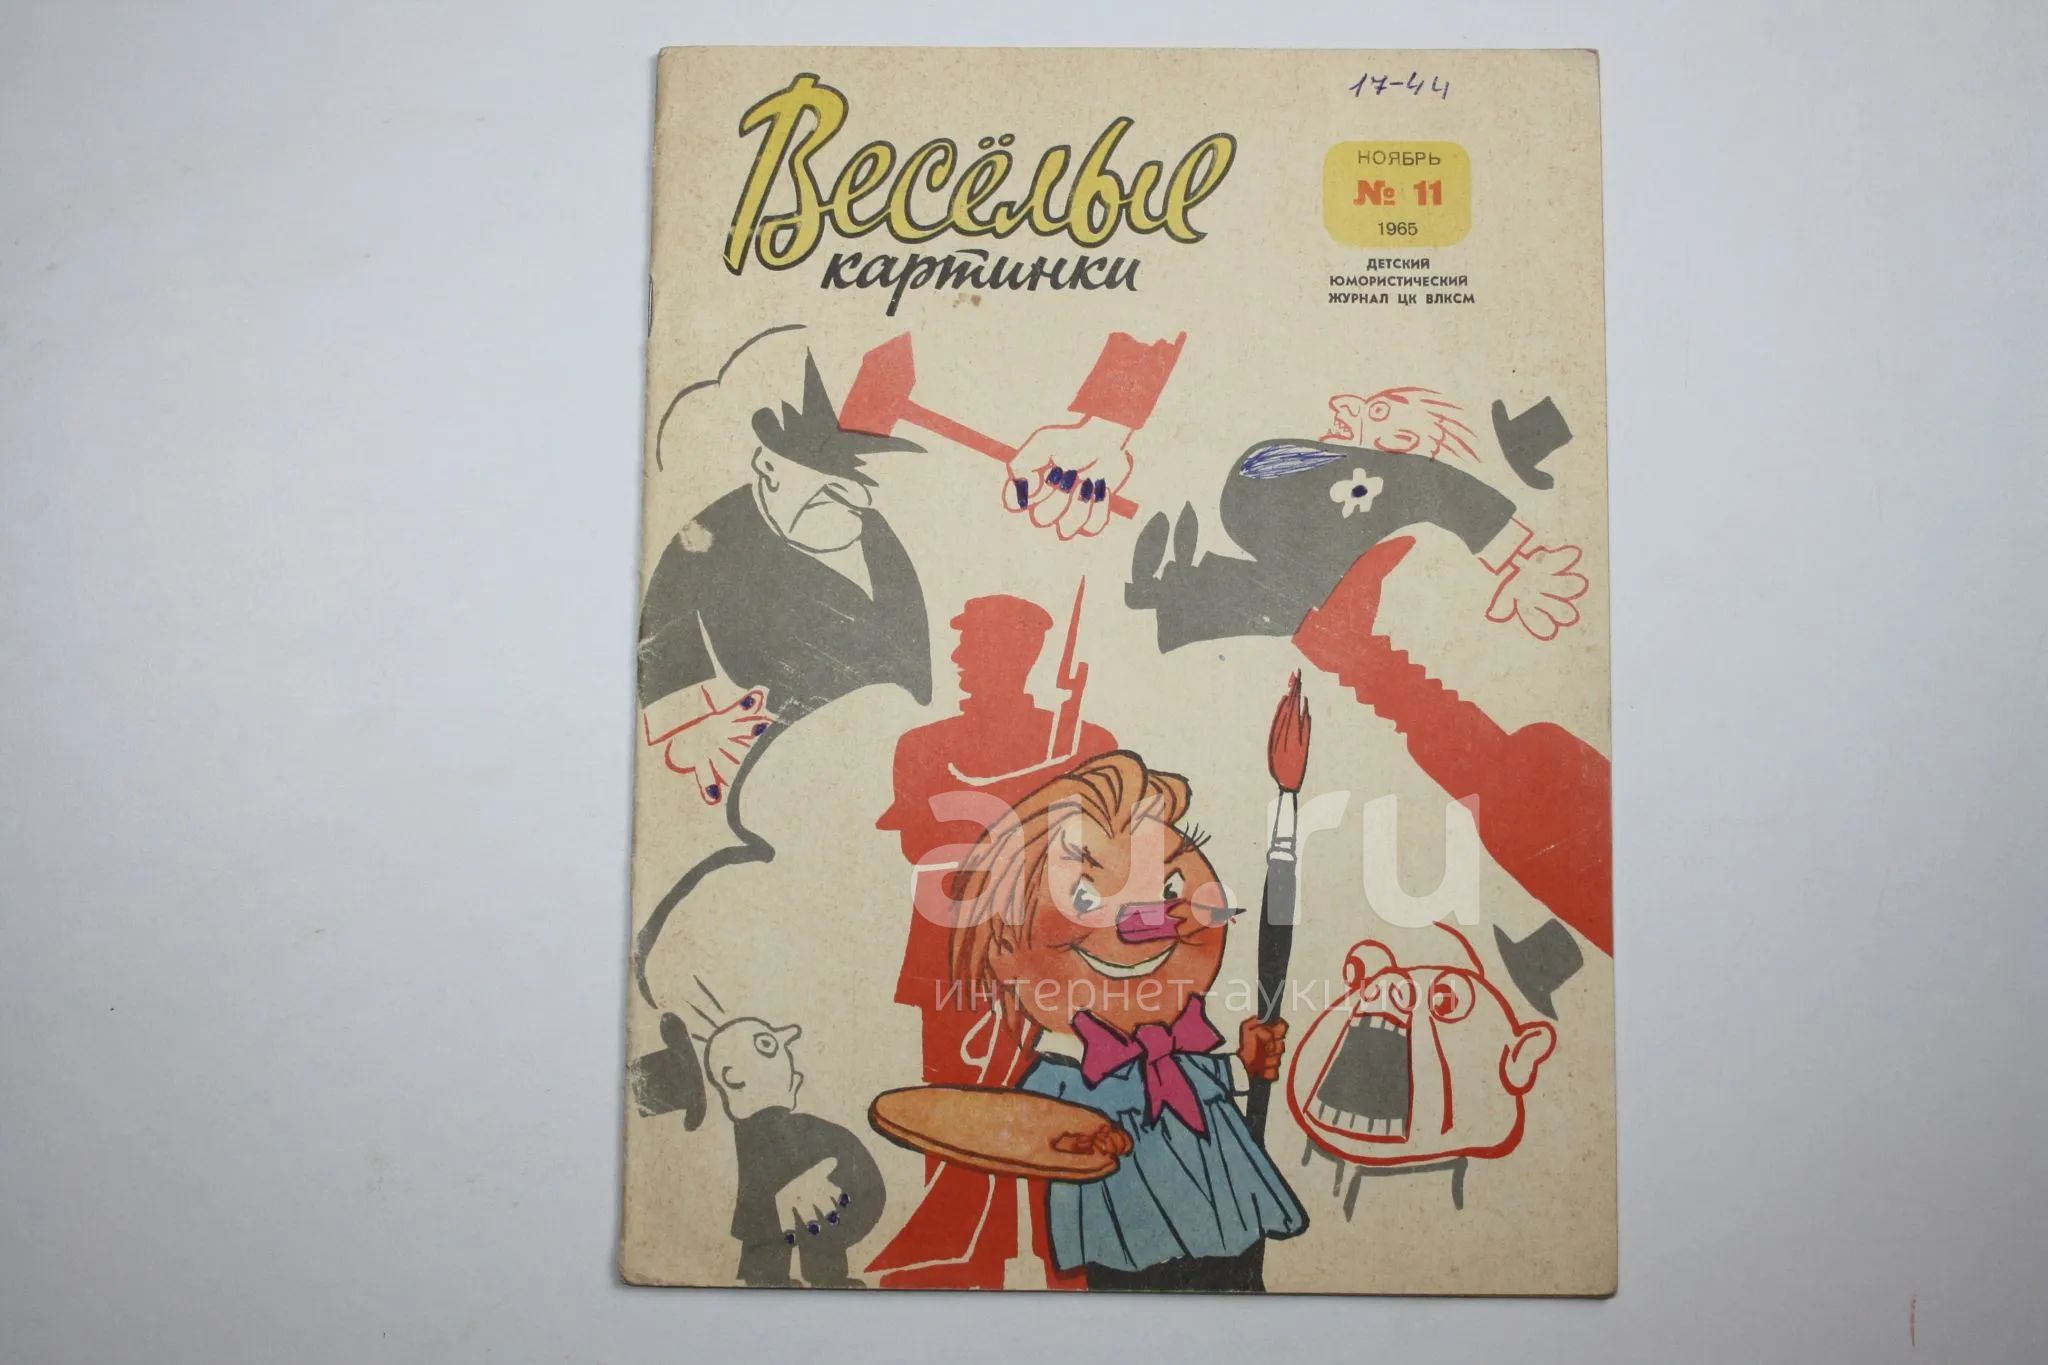 17-44
Весёлые
картинки
НОЯБРЬ
№ 11
1965
ДЕТСКИЙ
ЮМОРИСТИЧЕСКИЙ
ЖУРНАЛ ЦК ВЛКСМ
au.ru
интернет-аукцион